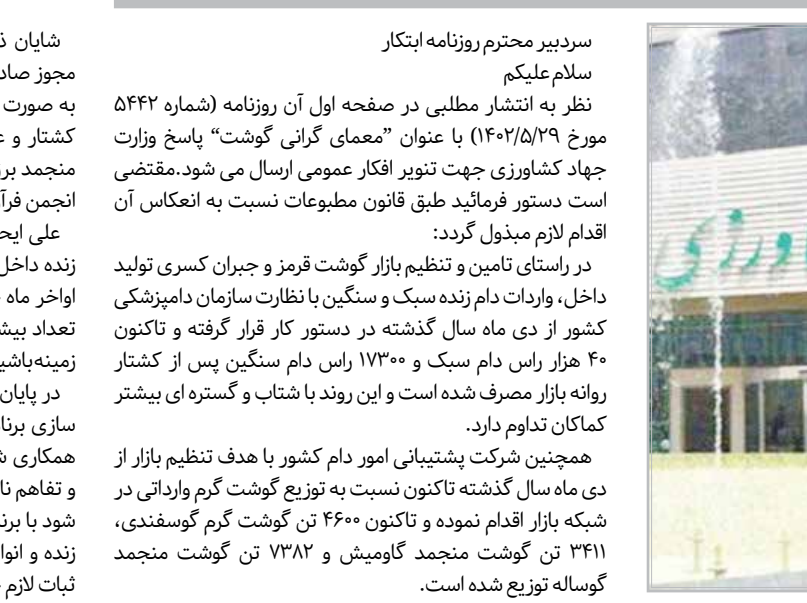 سردبیر محترم روزنامه ابتکار
سلام علیکم
نظر به انتشار مطلبی در صفحه اول آن روزنامه (شماره ۵۴۴۲
مورخ ۱۴۰۲/۵/۲۹) با عنوان "معمای گرانی گوشت" پاسخ وزارت
جهاد کشاورزی جهت تنویر افکار عمومی ارسال می شود.مقتضی
است دستور فرمائید طبق قانون مطبوعات نسبت به انعکاس آن
اقدام لازم مبذول گردد:
در راستای تامین و تنظیم بازار گوشت قرمز و جبران کسری تولید
داخل، واردات دام زنده سبک و سنگین با نظارت سازمان دامپزشکی
کشور از دی ماه سال گذشته در دستور کار قرار گرفته و تاکنون
۴۰ هزار راس دام سبک و ۱۷۳۰۰ راس دام سنگین پس از کشتار
روانه بازار مصرف شده است و این روند با شتاب و گستره ای بیشتر
کماکان تداوم دارد.
همچنین شرکت پشتیبانی امور دام کشور با هدف تنظیم بازار از
دی ماه سال گذشته تاکنون نسبت به توزیع گوشت گرم وارداتی در
شبکه بازار اقدام نموده و تاکنون ۴۶۰۰ تن گوشت گرم گوسفندی،
۳۴۱۱ تن گوشت منجمد گاومیش و ۷۳۸۲ تن گوشت منجمد
گوساله توزیع شده است.
شایان
مجوز
به صورت
کشتار و
منجمد
انجمن
علی
زنده داخل
اواخر ماه
تعداد
در پایان
سازی
همکاری
و تفاهم
شود با
زنده و
ثبات لازم